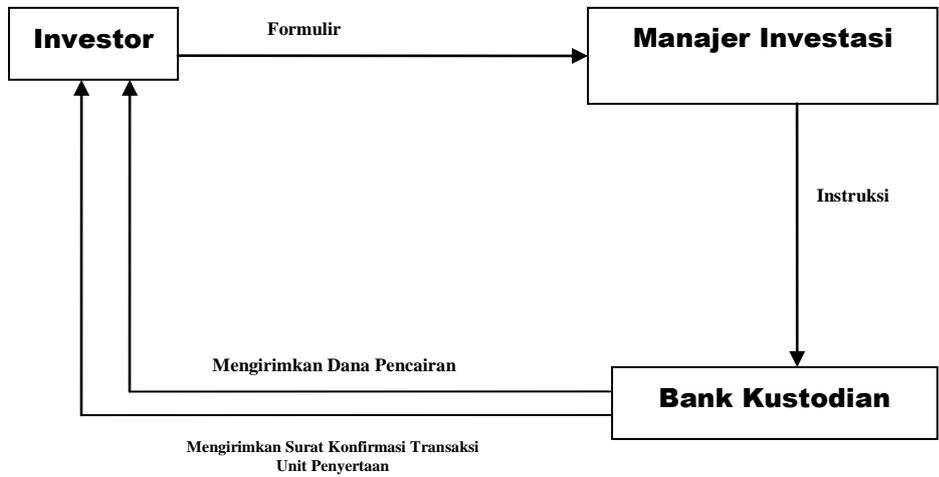 Investor
Formulir
Manajer Investasi
Instruksi
Mengirimkan Dana Pencairan
Bank Kustodian
Mengirimkan Surat Konfirmasi Transaksi
Unit Penyertaan